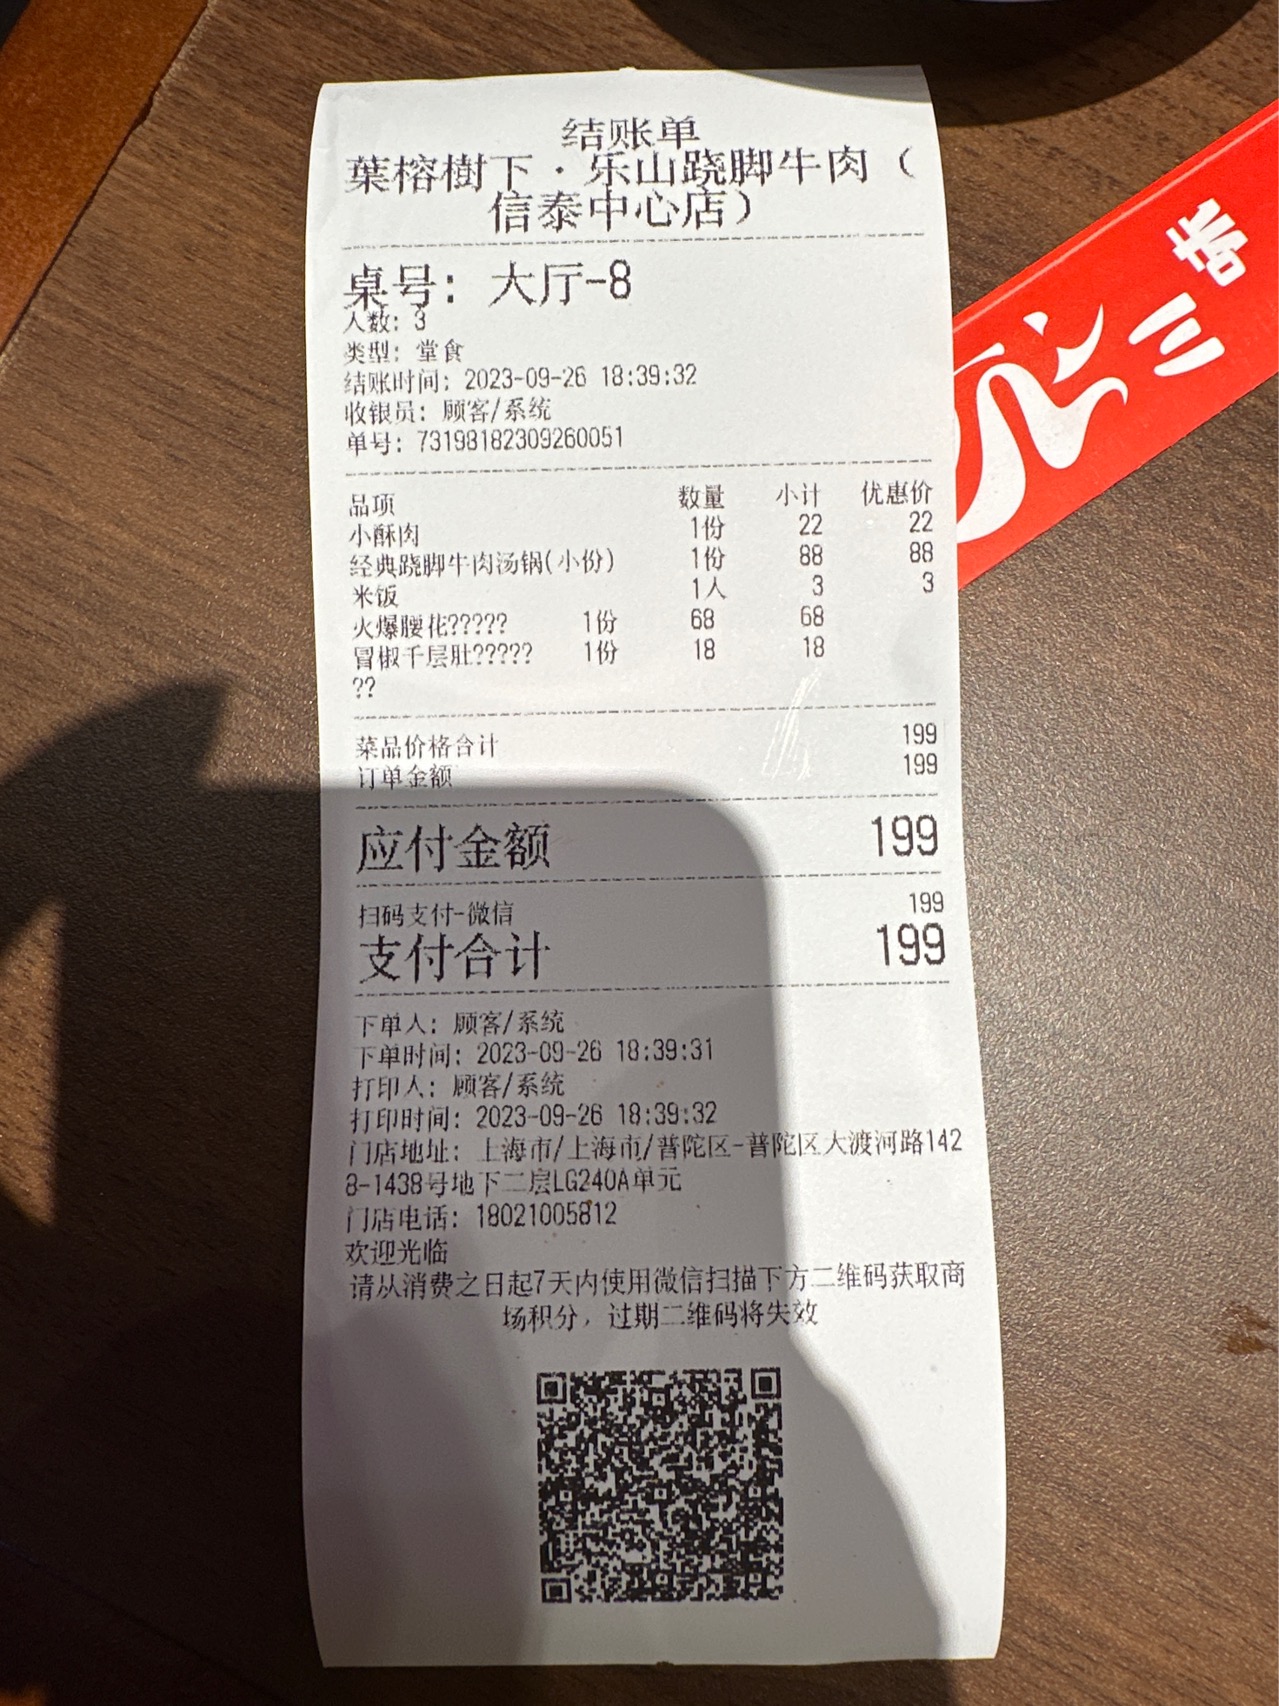 结账单
葉榕樹下·乐山跷脚牛肉（
信泰中心店）
桌号：大厅-8
人数：3
类型：堂食
结账时间：2023-09-26 18:39:32
收银员：顾客/系统
单号：73198182309260051
品项 数量 小计 优惠价
小酥肉 1份 22 22
经典跷脚牛肉汤锅(小份) 1份 88 88
米饭 1人 3 3
火爆腰花????? 1份 68 68
冒椒千层肚????? 1份 18 18
??
菜品价格合计 199
订单金额 199
应付金额 199
扫码支付-微信 199
支付合计 199
下单人：顾客/系统
下单时间：2023-09-26 18:39:31
打印人：顾客/系统
打印时间：2023-09-26 18:39:32
门店地址：上海市/上海市/普陀区-普陀区大渡河路142
8-1438号地下二层LG240A单元
门店电话：18021005812
欢迎光临
请从消费之日起7天内使用微信扫描下方二维码获取商
场积分，过期二维码将失效